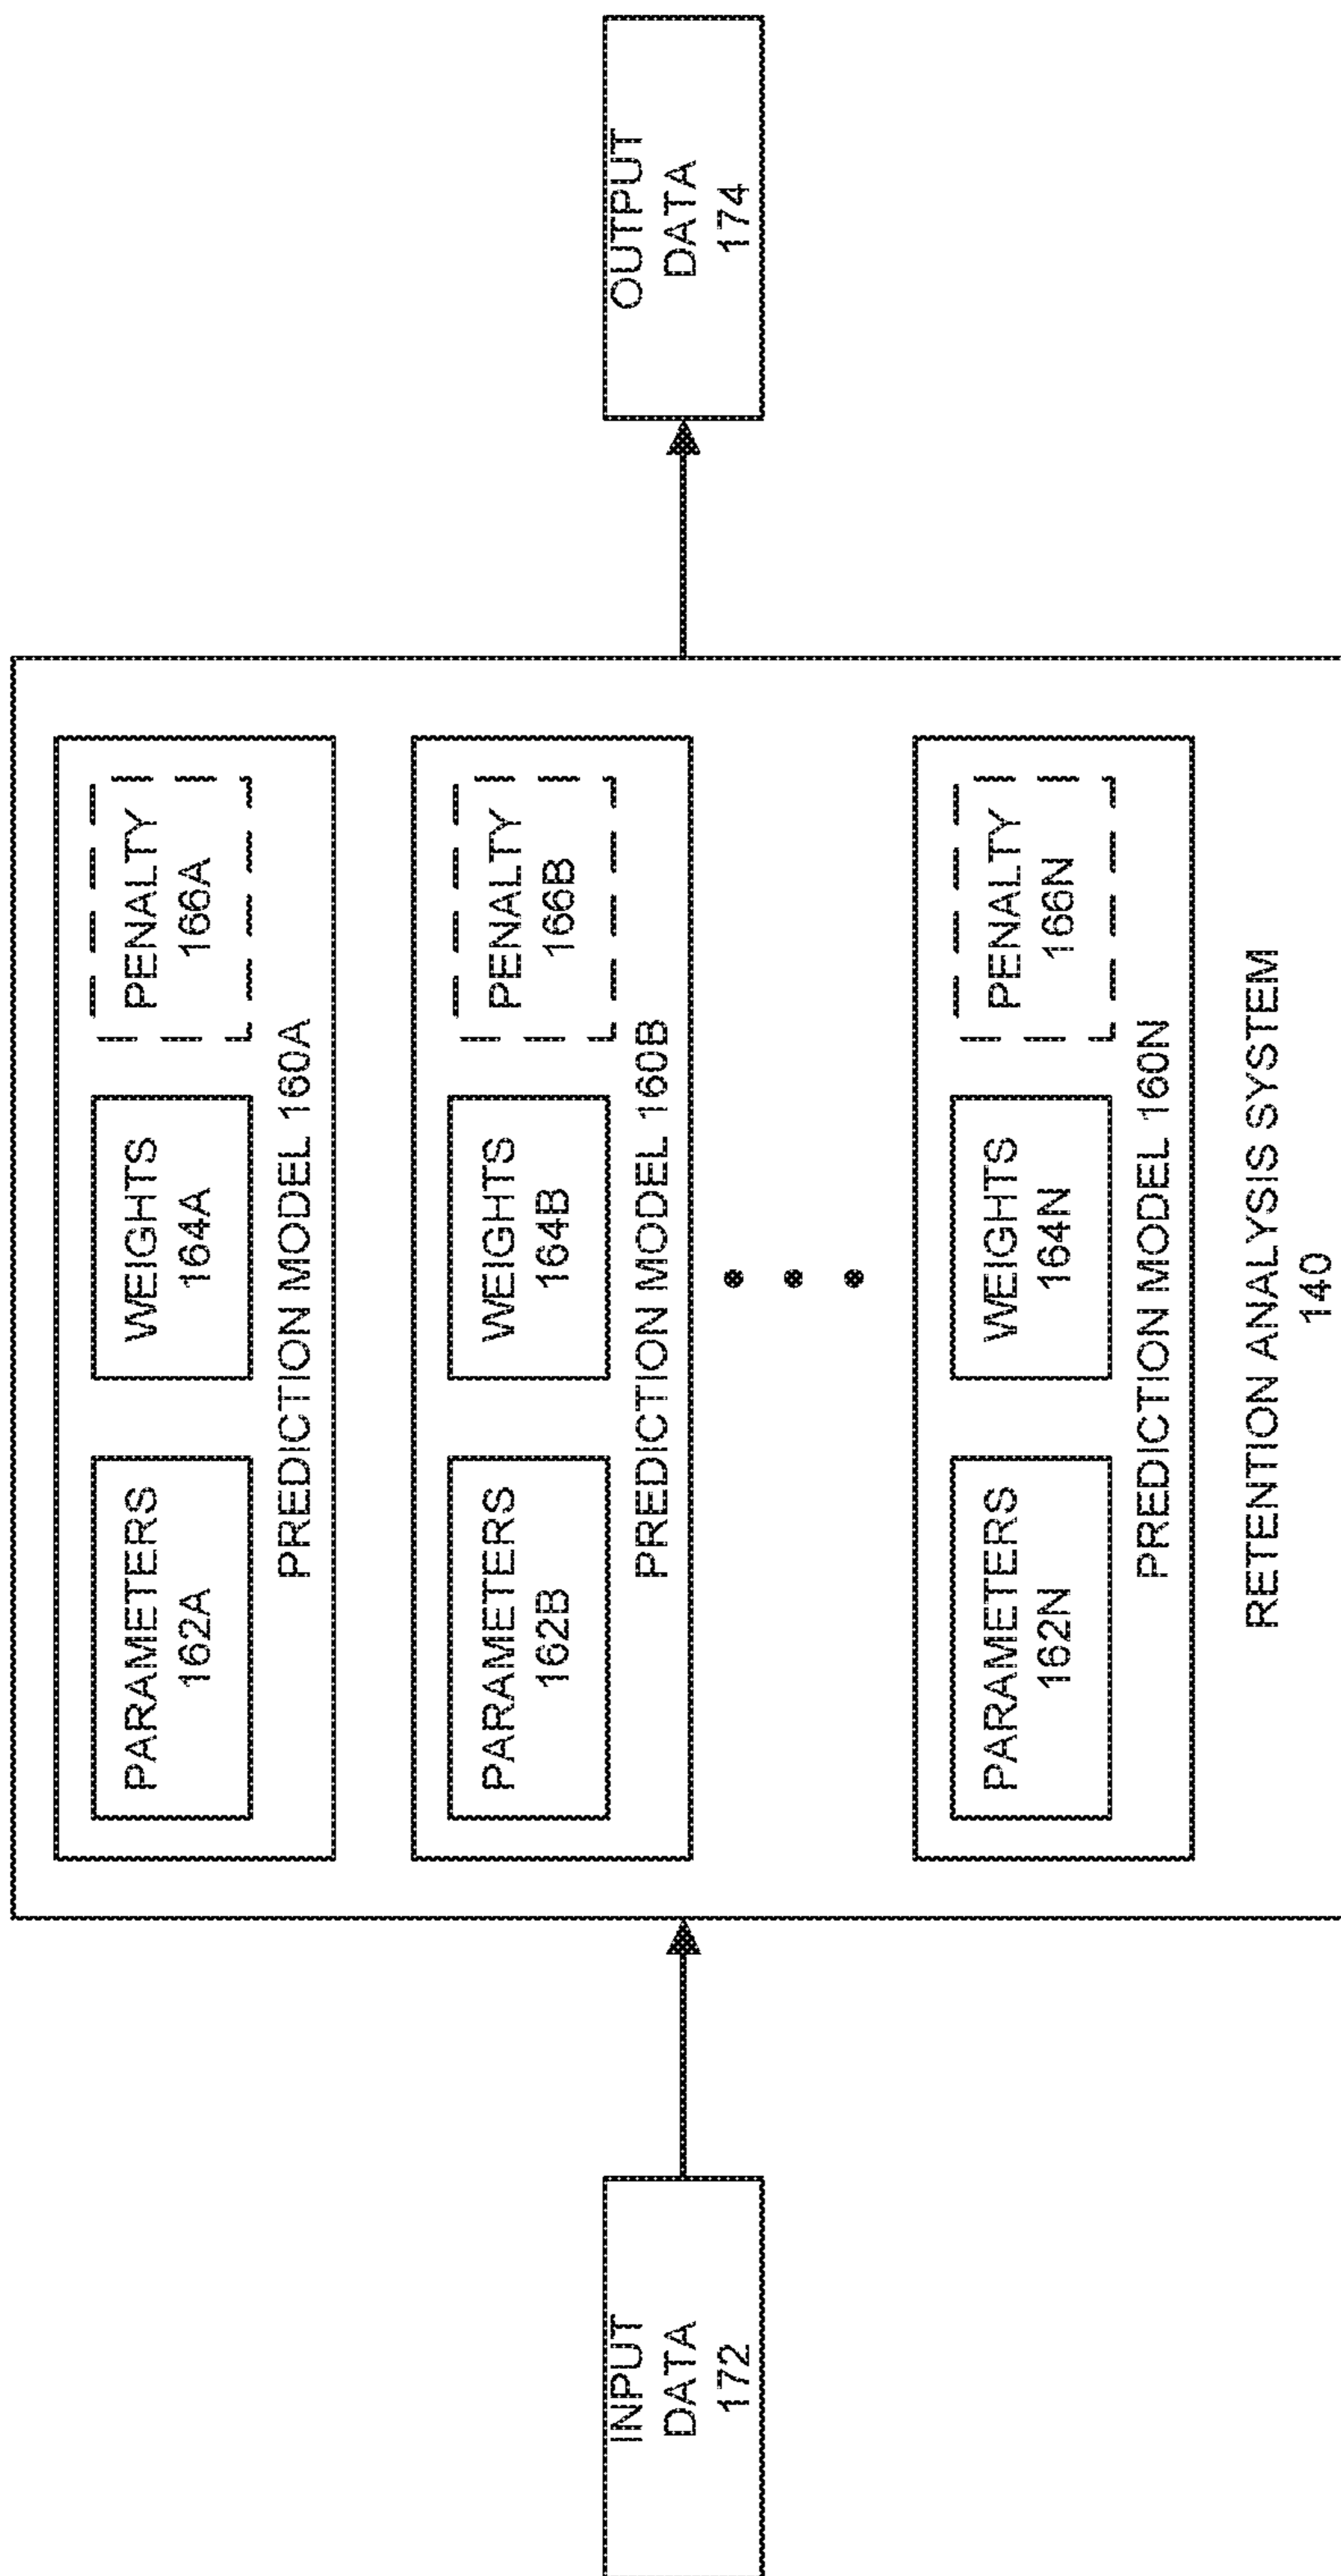 INPUT
DATA
172
PARAMETERS
162A
WEIGHTS
164A
PENALTY
166A
PREDICTION MODEL 160A
PARAMETERS
162B
WEIGHTS
164B
PENALTY
166B
PREDICTION MODEL 160B
PARAMETERS
162N
WEIGHTS
164N
PENALTY
166N
PREDICTION MODEL 160N
RETENTION ANALYSIS SYSTEM
140
OUTPUT
DATA
174